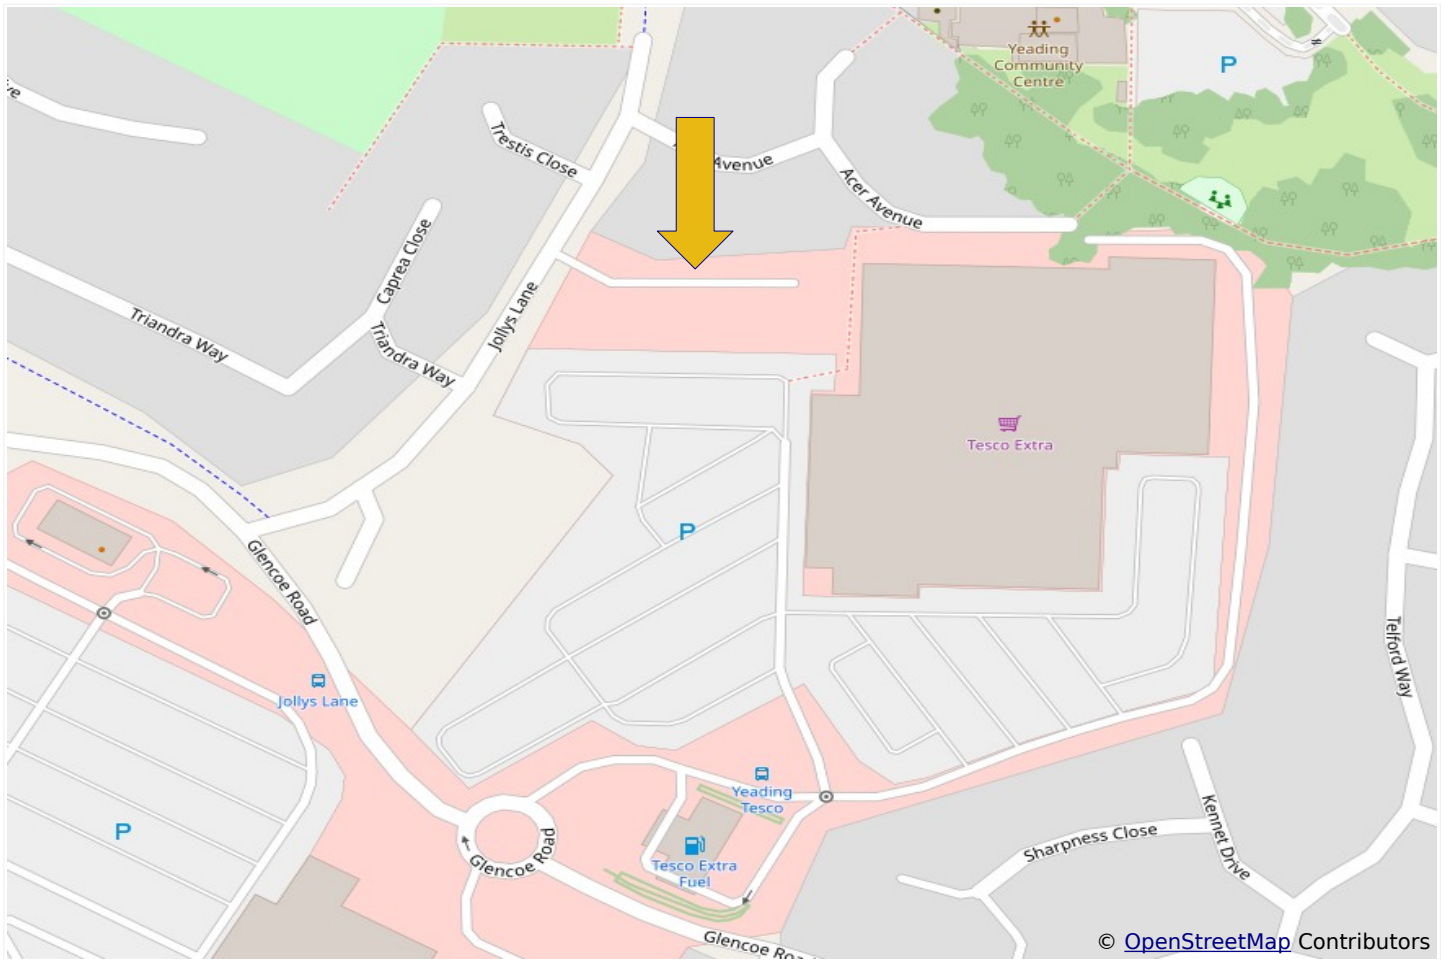 Yeading
Community
Centre
P
ve
Trestis Close
Avenue
Acer Avenue
Caprea Close
Triandra Way
Triandra Way
Jollys Lane
Tesco Extra
P
Glencoe Road
Jollys Lane
Telford Way
Yeading
Tesco
P
Glencoe Road
Tesco Extra
Fuel
Sharpness Close
Kennet Drive
Glencoe Road
© OpenStreetMap Contributors